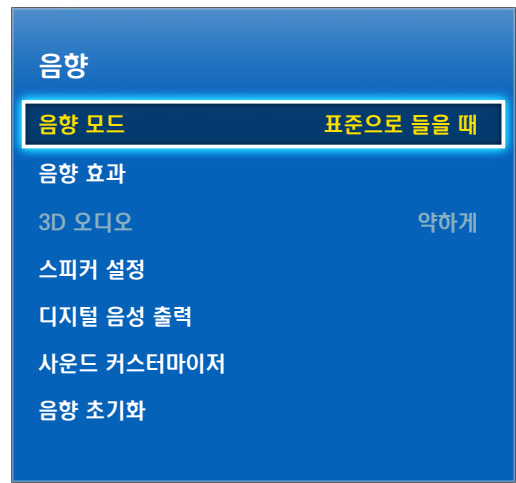 음향
음향 모드 표준으로 들을 때
음향 효과
3D 오디오 약하게
스피커 설정
디지털 음성 출력
사운드 커스터마이저
음향 초기화